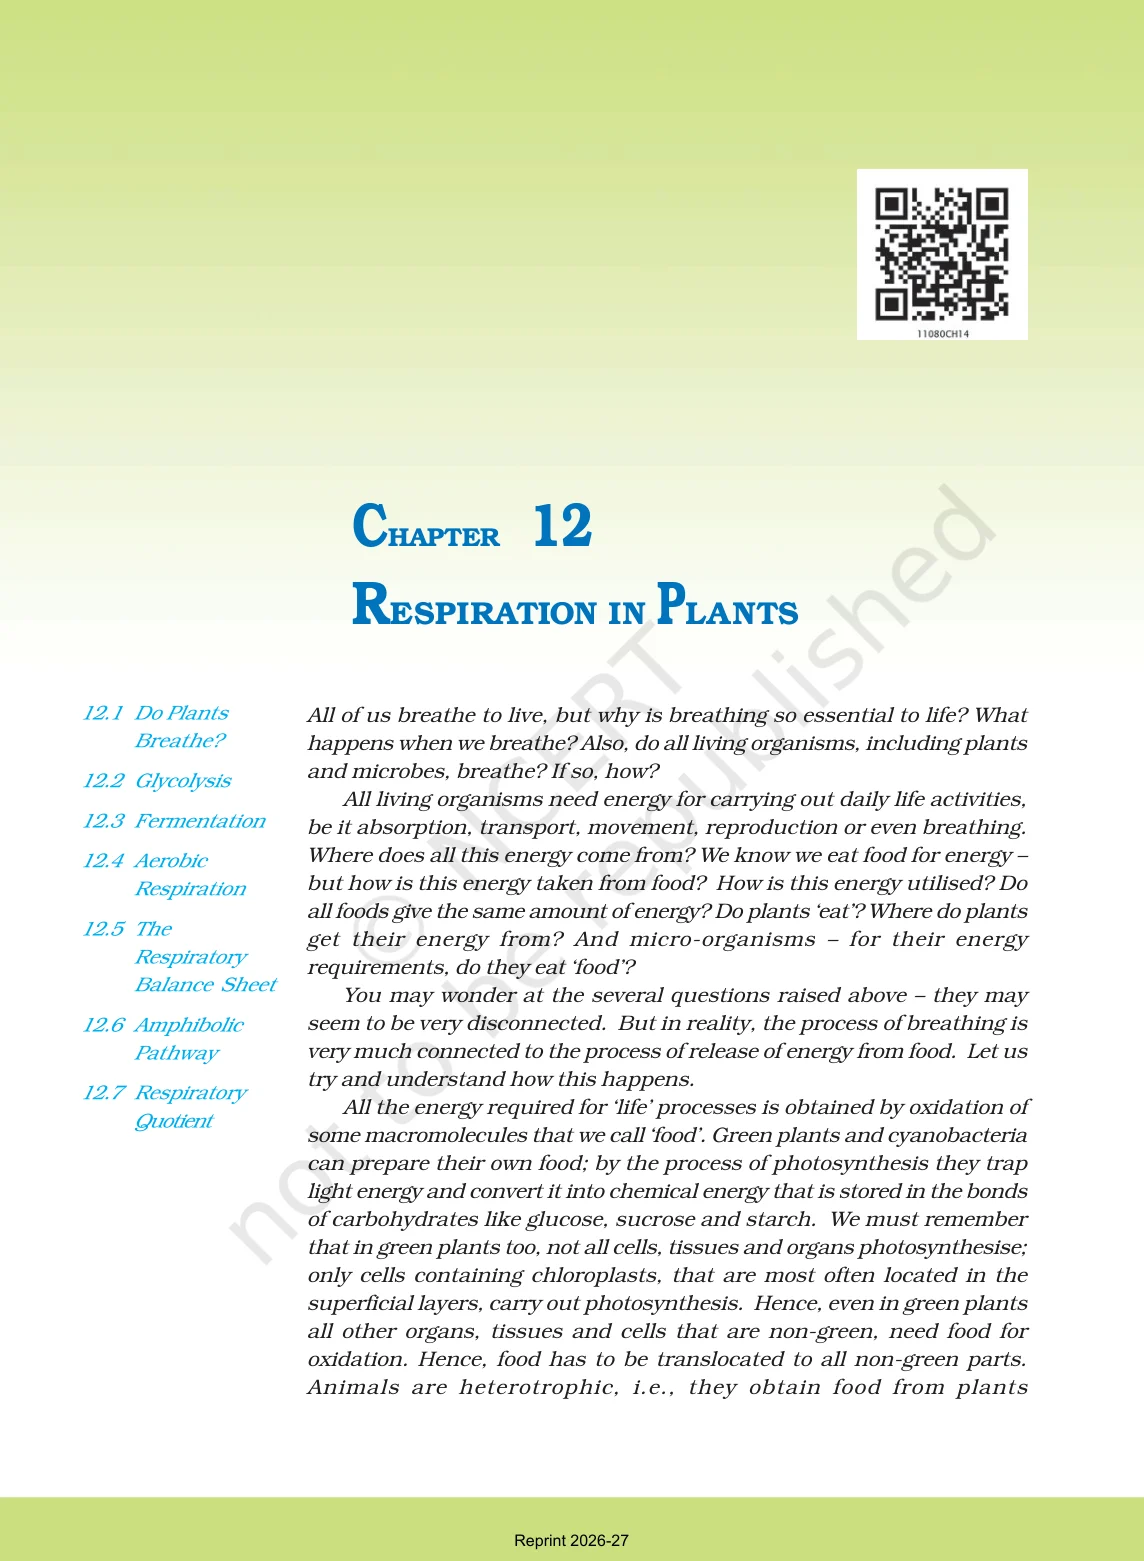 11080CH14
CHAPTER 12
RESPIRATION IN PLANTS
12.1 Do Plants
Breathe?
12.2 Glycolysis
12.3 Fermentation
12.4 Aerobic
Respiration
12.5 The
Respiratory
Balance Sheet
12.6 Amphibolic
Pathway
12.7 Respiratory
Quotient
All of us breathe to live, but why is breathing so essential to life? What
happens when we breathe? Also, do all living organisms, including plants
and microbes, breathe? If so, how?
All living organisms need energy for carrying out daily life activities,
be it absorption, transport, movement, reproduction or even breathing.
Where does all this energy come from? We know we eat food for energy –
but how is this energy taken from food? How is this energy utilised? Do
all foods give the same amount of energy? Do plants ‘eat’? Where do plants
get their energy from? And micro-organisms – for their energy
requirements, do they eat ‘food’?
You may wonder at the several questions raised above – they may
seem to be very disconnected. But in reality, the process of breathing is
very much connected to the process of release of energy from food. Let us
try and understand how this happens.
All the energy required for ‘life’ processes is obtained by oxidation of
some macromolecules that we call ‘food’. Green plants and cyanobacteria
can prepare their own food; by the process of photosynthesis they trap
light energy and convert it into chemical energy that is stored in the bonds
of carbohydrates like glucose, sucrose and starch. We must remember
that in green plants too, not all cells, tissues and organs photosynthesise;
only cells containing chloroplasts, that are most often located in the
superficial layers, carry out photosynthesis. Hence, even in green plants
all other organs, tissues and cells that are non-green, need food for
oxidation. Hence, food has to be translocated to all non-green parts.
Animals are heterotrophic, i.e., they obtain food from plants
© NCERT
not to be republished
Reprint 2026-27